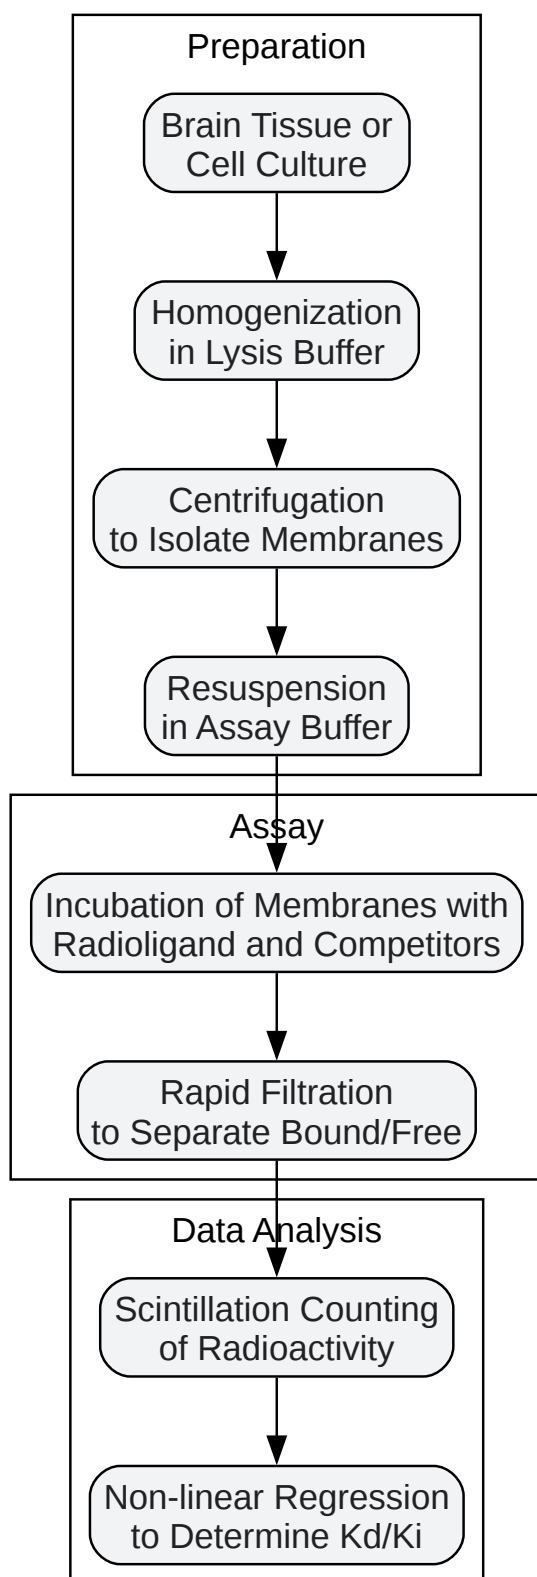 Preparation
Brain Tissue or
Cell Culture
Homogenization
in Lysis Buffer
Centrifugation
to Isolate Membranes
Resuspension
in Assay Buffer
Assay
Incubation of Membranes with
Radioligand and Competitors
Rapid Filtration
to Separate Bound/Free
Data Analysis
Scintillation Counting
of Radioactivity
Non-linear Regression
to Determine Kd/Ki